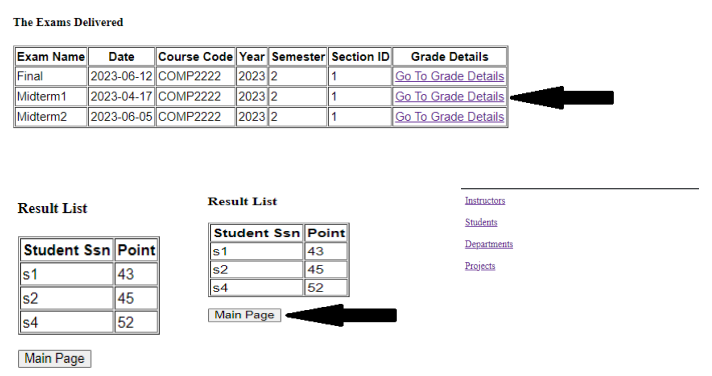 The Exams Delivered
Exam Name Date Course Code Year Semester Section ID Grade Details
Final 2023-06-12 COMP2222 2023 2 1 Go To Grade Details
Midterm1 2023-04-17 COMP2222 2023 2 1 Go To Grade Details
Midterm2 2023-06-05 COMP2222 2023 2 1 Go To Grade Details
Result List
Student Ssn Point
s1 43
s2 45
s4 52
Main Page
Result List
Student Ssn Point
s1 43
s2 45
s4 52
Main Page
Instructors
Students
Departments
Projects